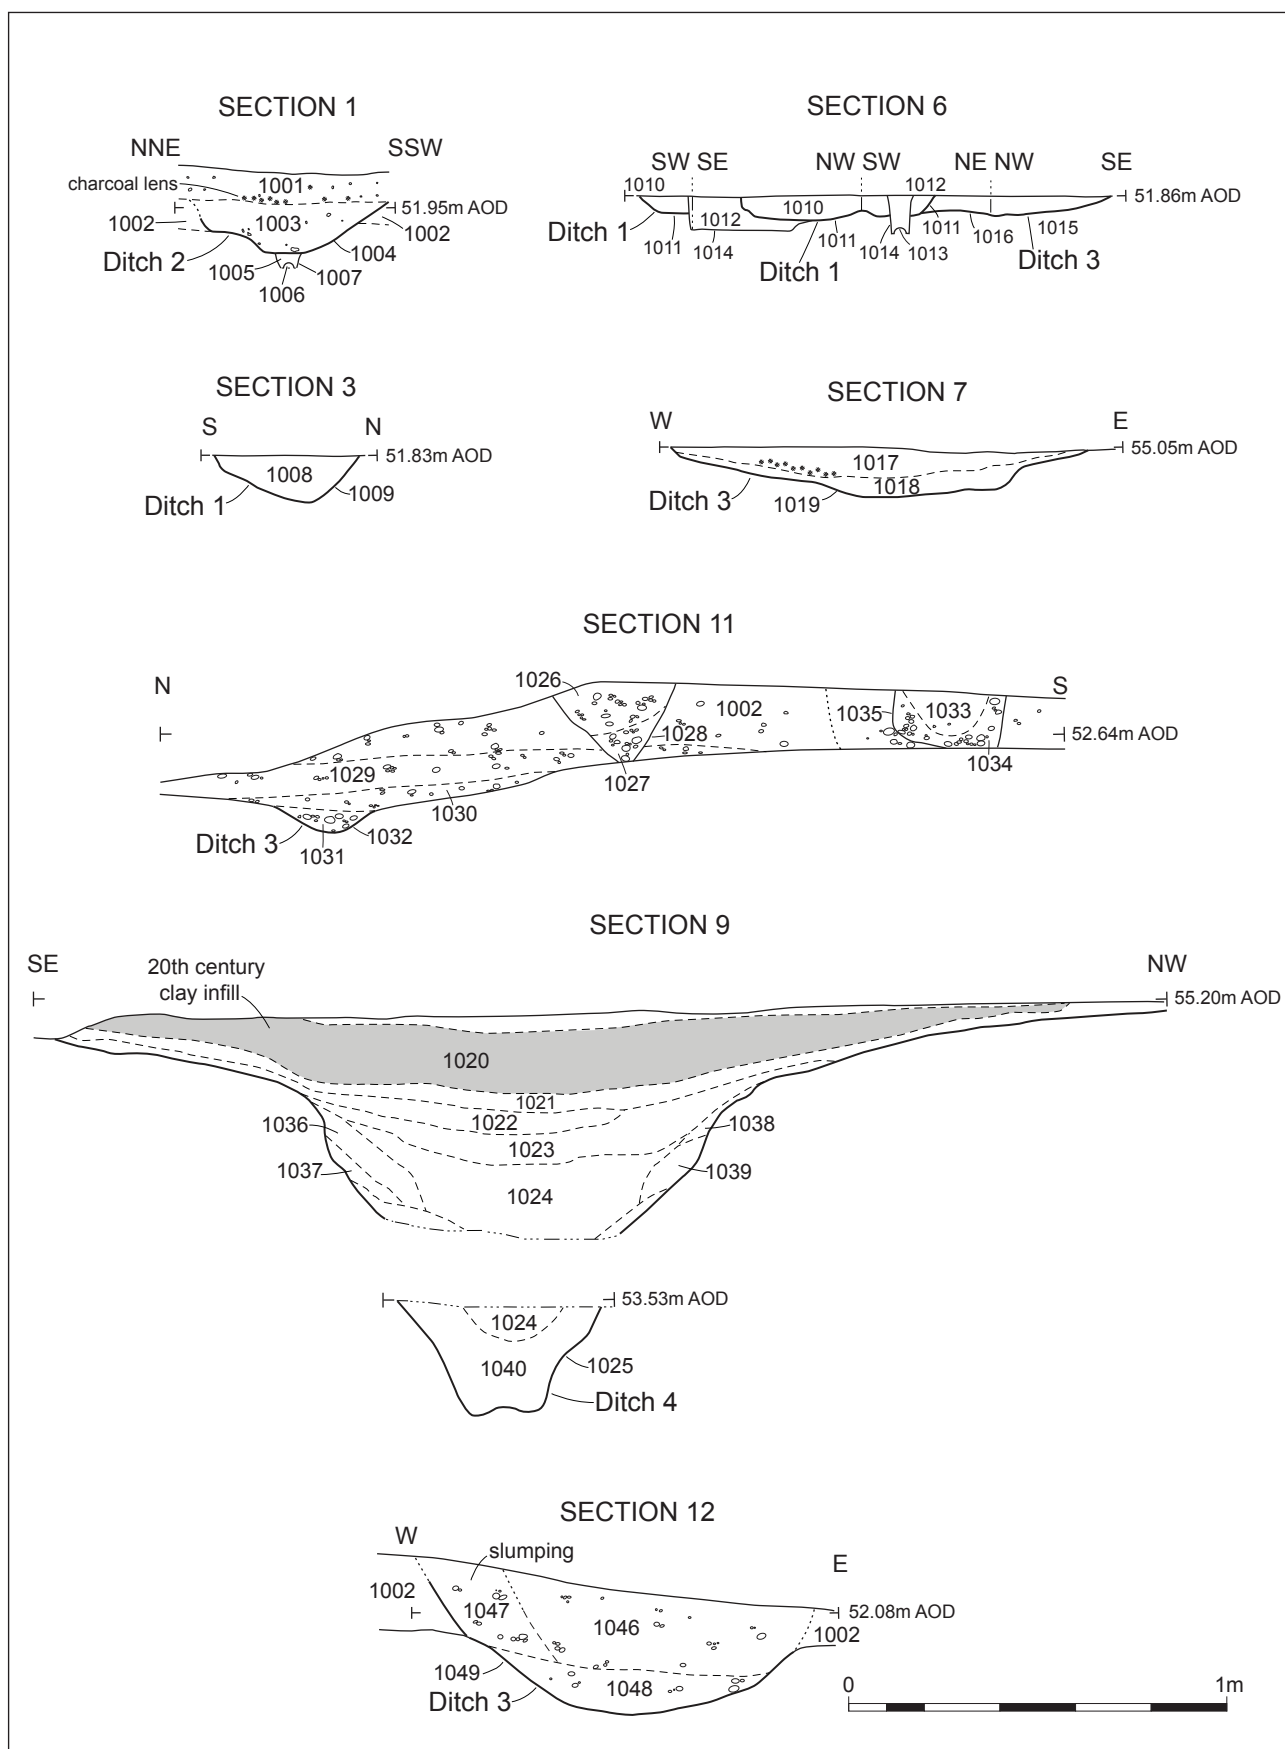 SECTION 1
NNE SSW
charcoal lens
1001
51.95m AOD
1002 1003 1002
1004
Ditch 2
1005 1007
1006
SECTION 6
SW SE NW SW NE NW SE
1010 1012
51.86m AOD
1010
1012
Ditch 1
1011 1014 1011 1014 1013 1011 1016 1015
Ditch 1
Ditch 3
SECTION 3
S N
51.83m AOD
1008
1009
Ditch 1
SECTION 7
W E
55.05m AOD
1017
1018
Ditch 3
1019
SECTION 11
N S
1026
1002 1035 1033
1028
52.64m AOD
1029 1027 1034
1030
Ditch 3 1032
1031
SECTION 9
SE NW
20th century
clay infill
55.20m AOD
1020
1021
1022
1036 1038
1023
1037 1039
1024
53.53m AOD
1024
1040 1025
Ditch 4
SECTION 12
W E
slumping
1002
1047 1046
52.08m AOD
1002
1049
1048
Ditch 3
0 1m